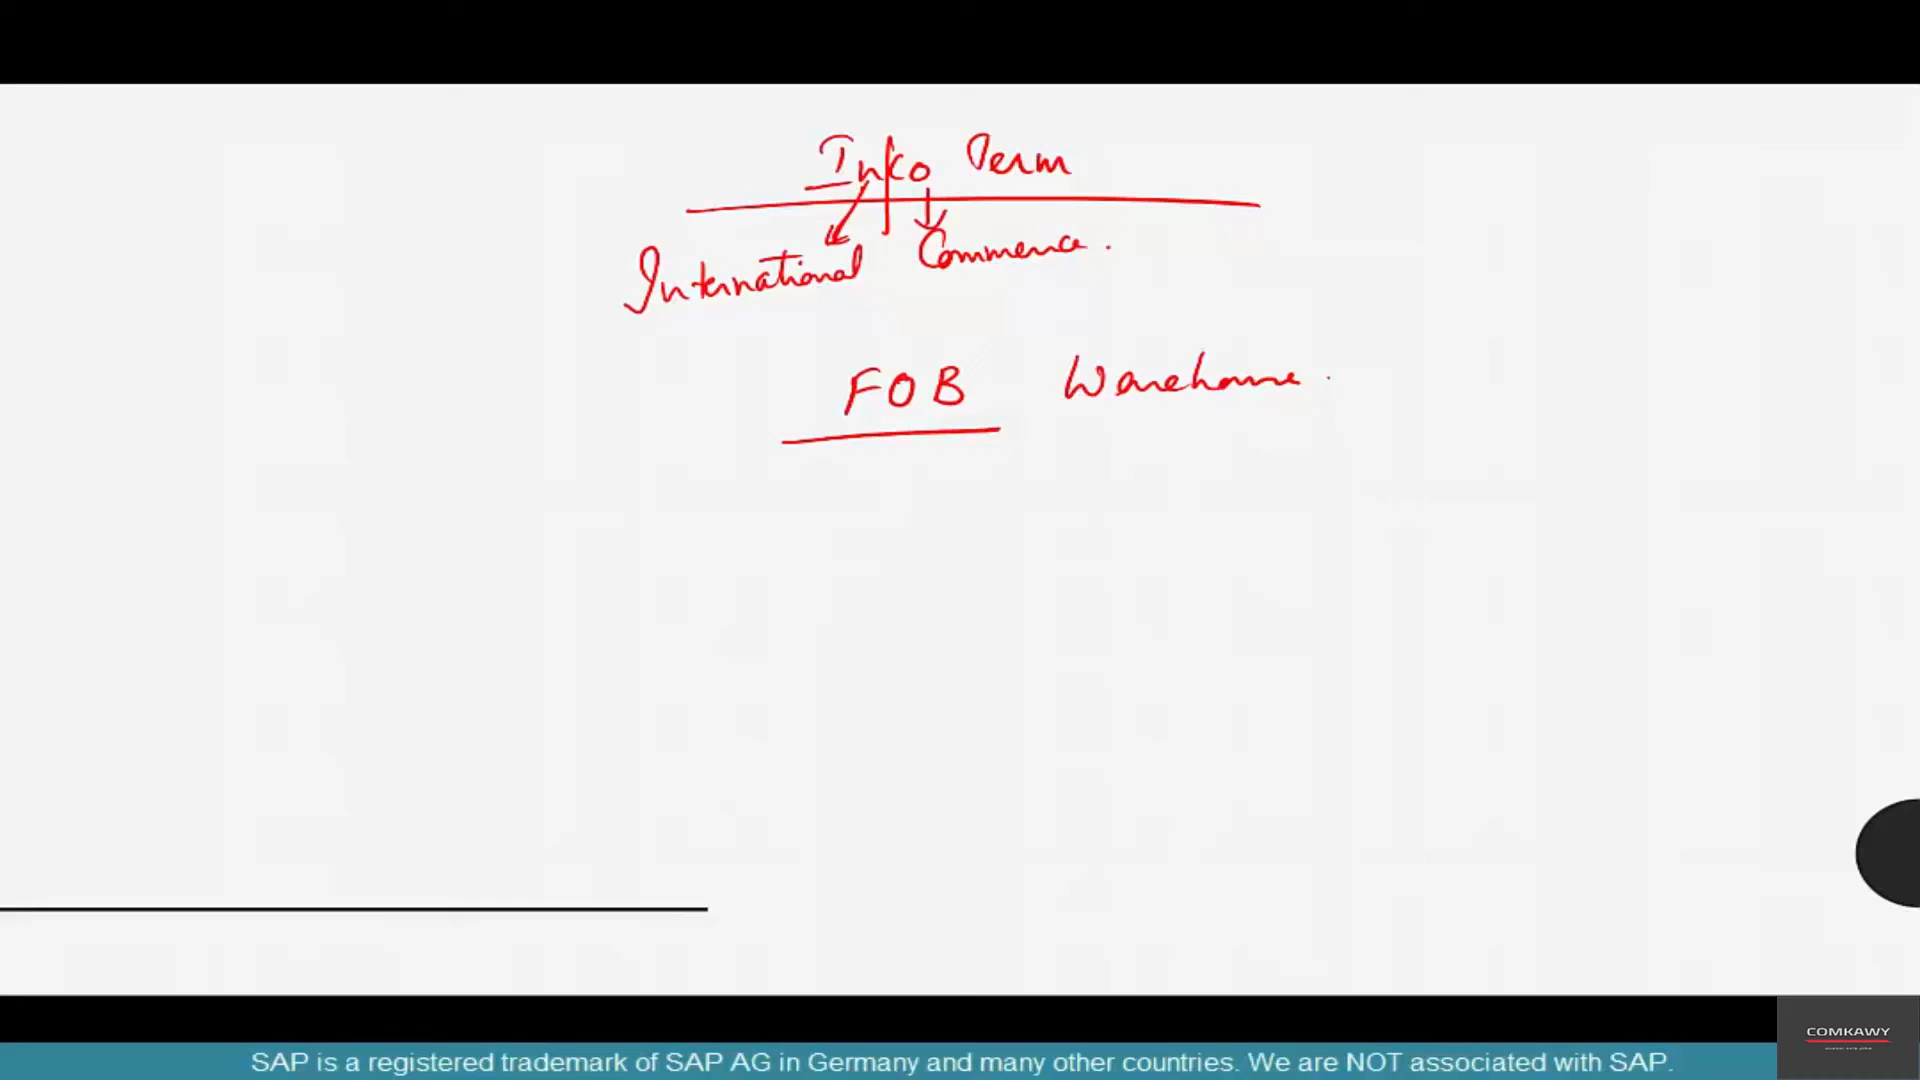 Inko Term
International Commerce.
FOB Warehouse.
COMKAWY
SAP is a registered trademark of SAP AG in Germany and many other countries. We are NOT associated with SAP.